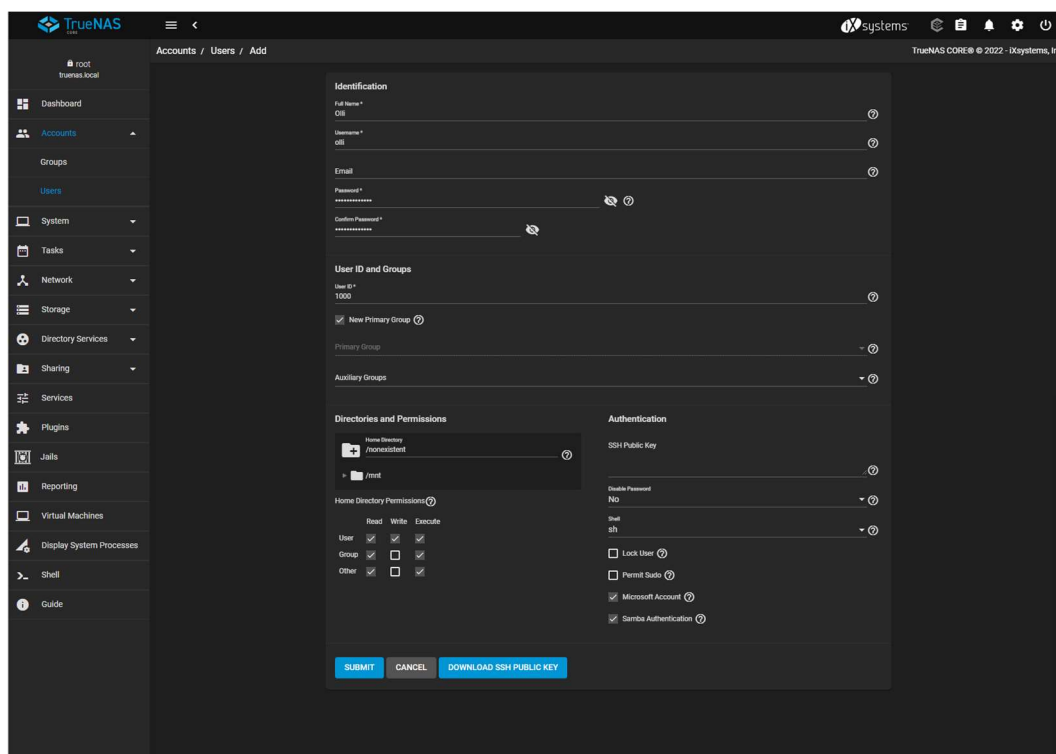 TrueNAS
CORE
iXsystems
root
truenas.local
Accounts / Users / Add
TrueNAS CORE® © 2022 - iXsystems, In
Dashboard
Accounts
Groups
Users
System
Tasks
Network
Storage
Directory Services
Sharing
Services
Plugins
Jails
Reporting
Virtual Machines
Display System Processes
Shell
Guide
Identification
Full Name *
Olli
Username *
olli
Email
Password *
•••••••••••••
Confirm Password *
•••••••••••••
User ID and Groups
User ID *
1000
New Primary Group
Primary Group
Auxiliary Groups
Directories and Permissions
Home Directory
/nonexistent
/mnt
Home Directory Permissions
Read Write Execute
User
Group
Other
Authentication
SSH Public Key
Disable Password
No
Shell
sh
Lock User
Permit Sudo
Microsoft Account
Samba Authentication
SUBMIT
CANCEL
DOWNLOAD SSH PUBLIC KEY